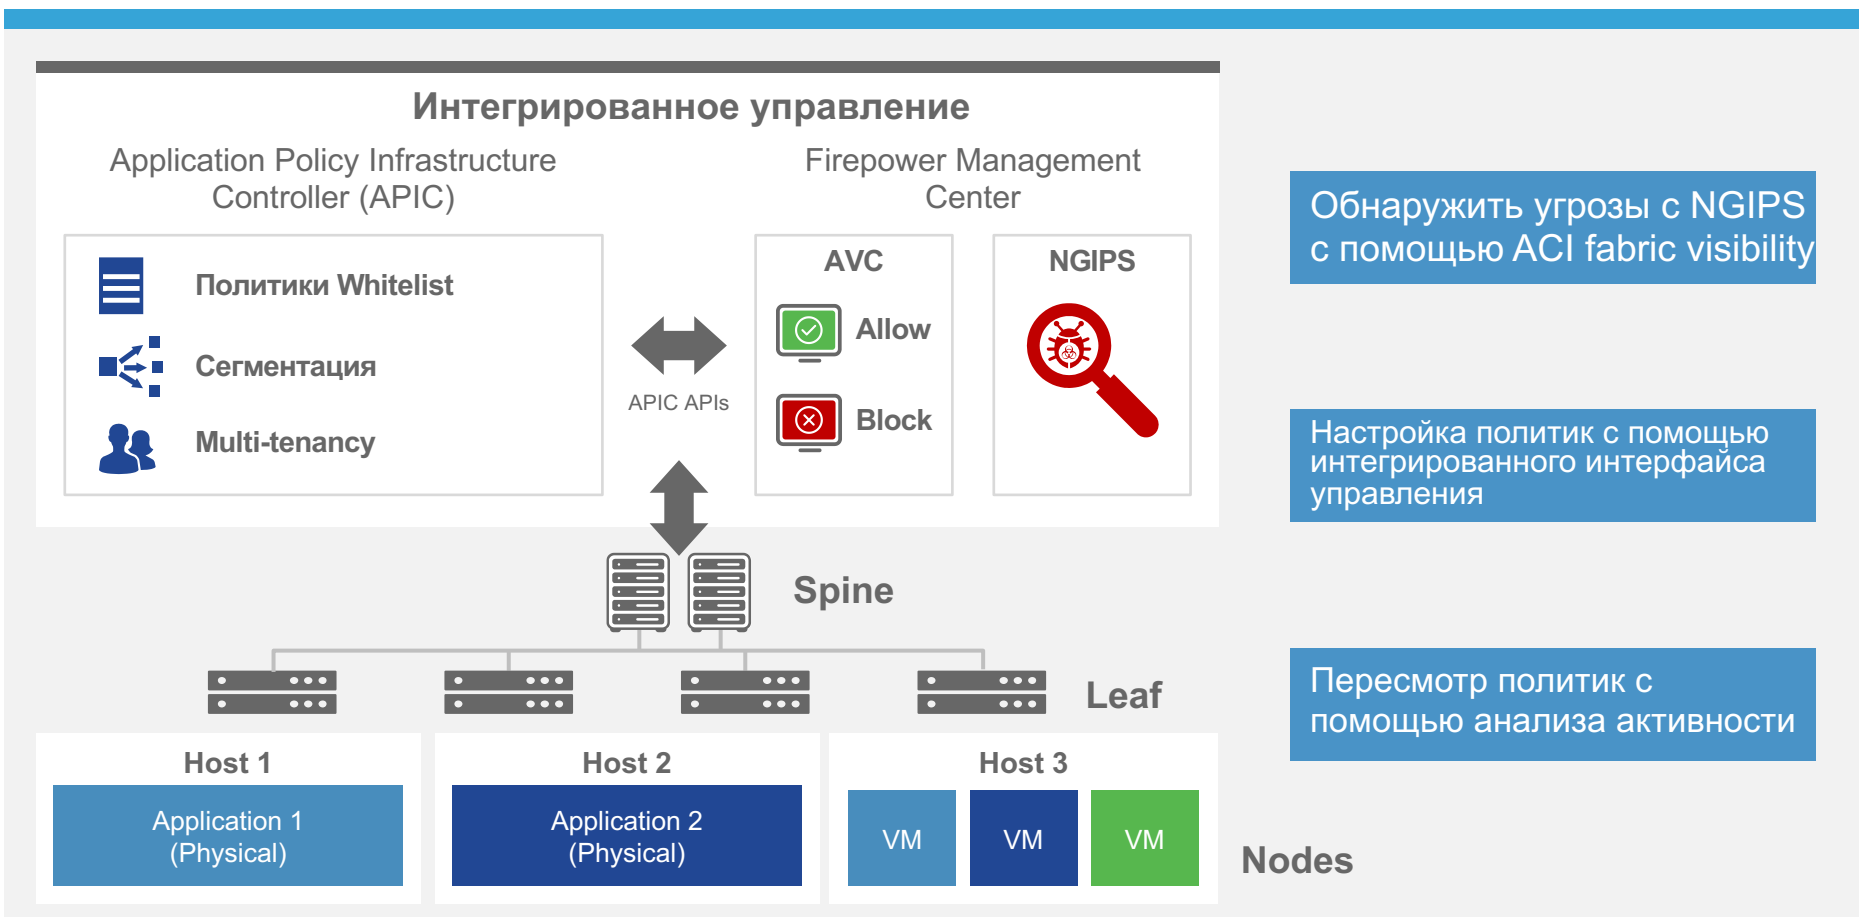 Интегрированное управление
Application Policy Infrastructure
Controller (APIC)
Firepower Management
Center
Политики Whitelist
Сегментация
Multi-tenancy
APIC APIs
AVC
Allow
Block
NGIPS
Обнаружить угрозы с NGIPS
с помощью ACI fabric visibility
Настройка политик с помощью
интегрированного интерфейса
управления
Пересмотр политик с
помощью анализа активности
Spine
Leaf
Host 1
Application 1
(Physical)
Host 2
Application 2
(Physical)
Host 3
VM
VM
VM
Nodes